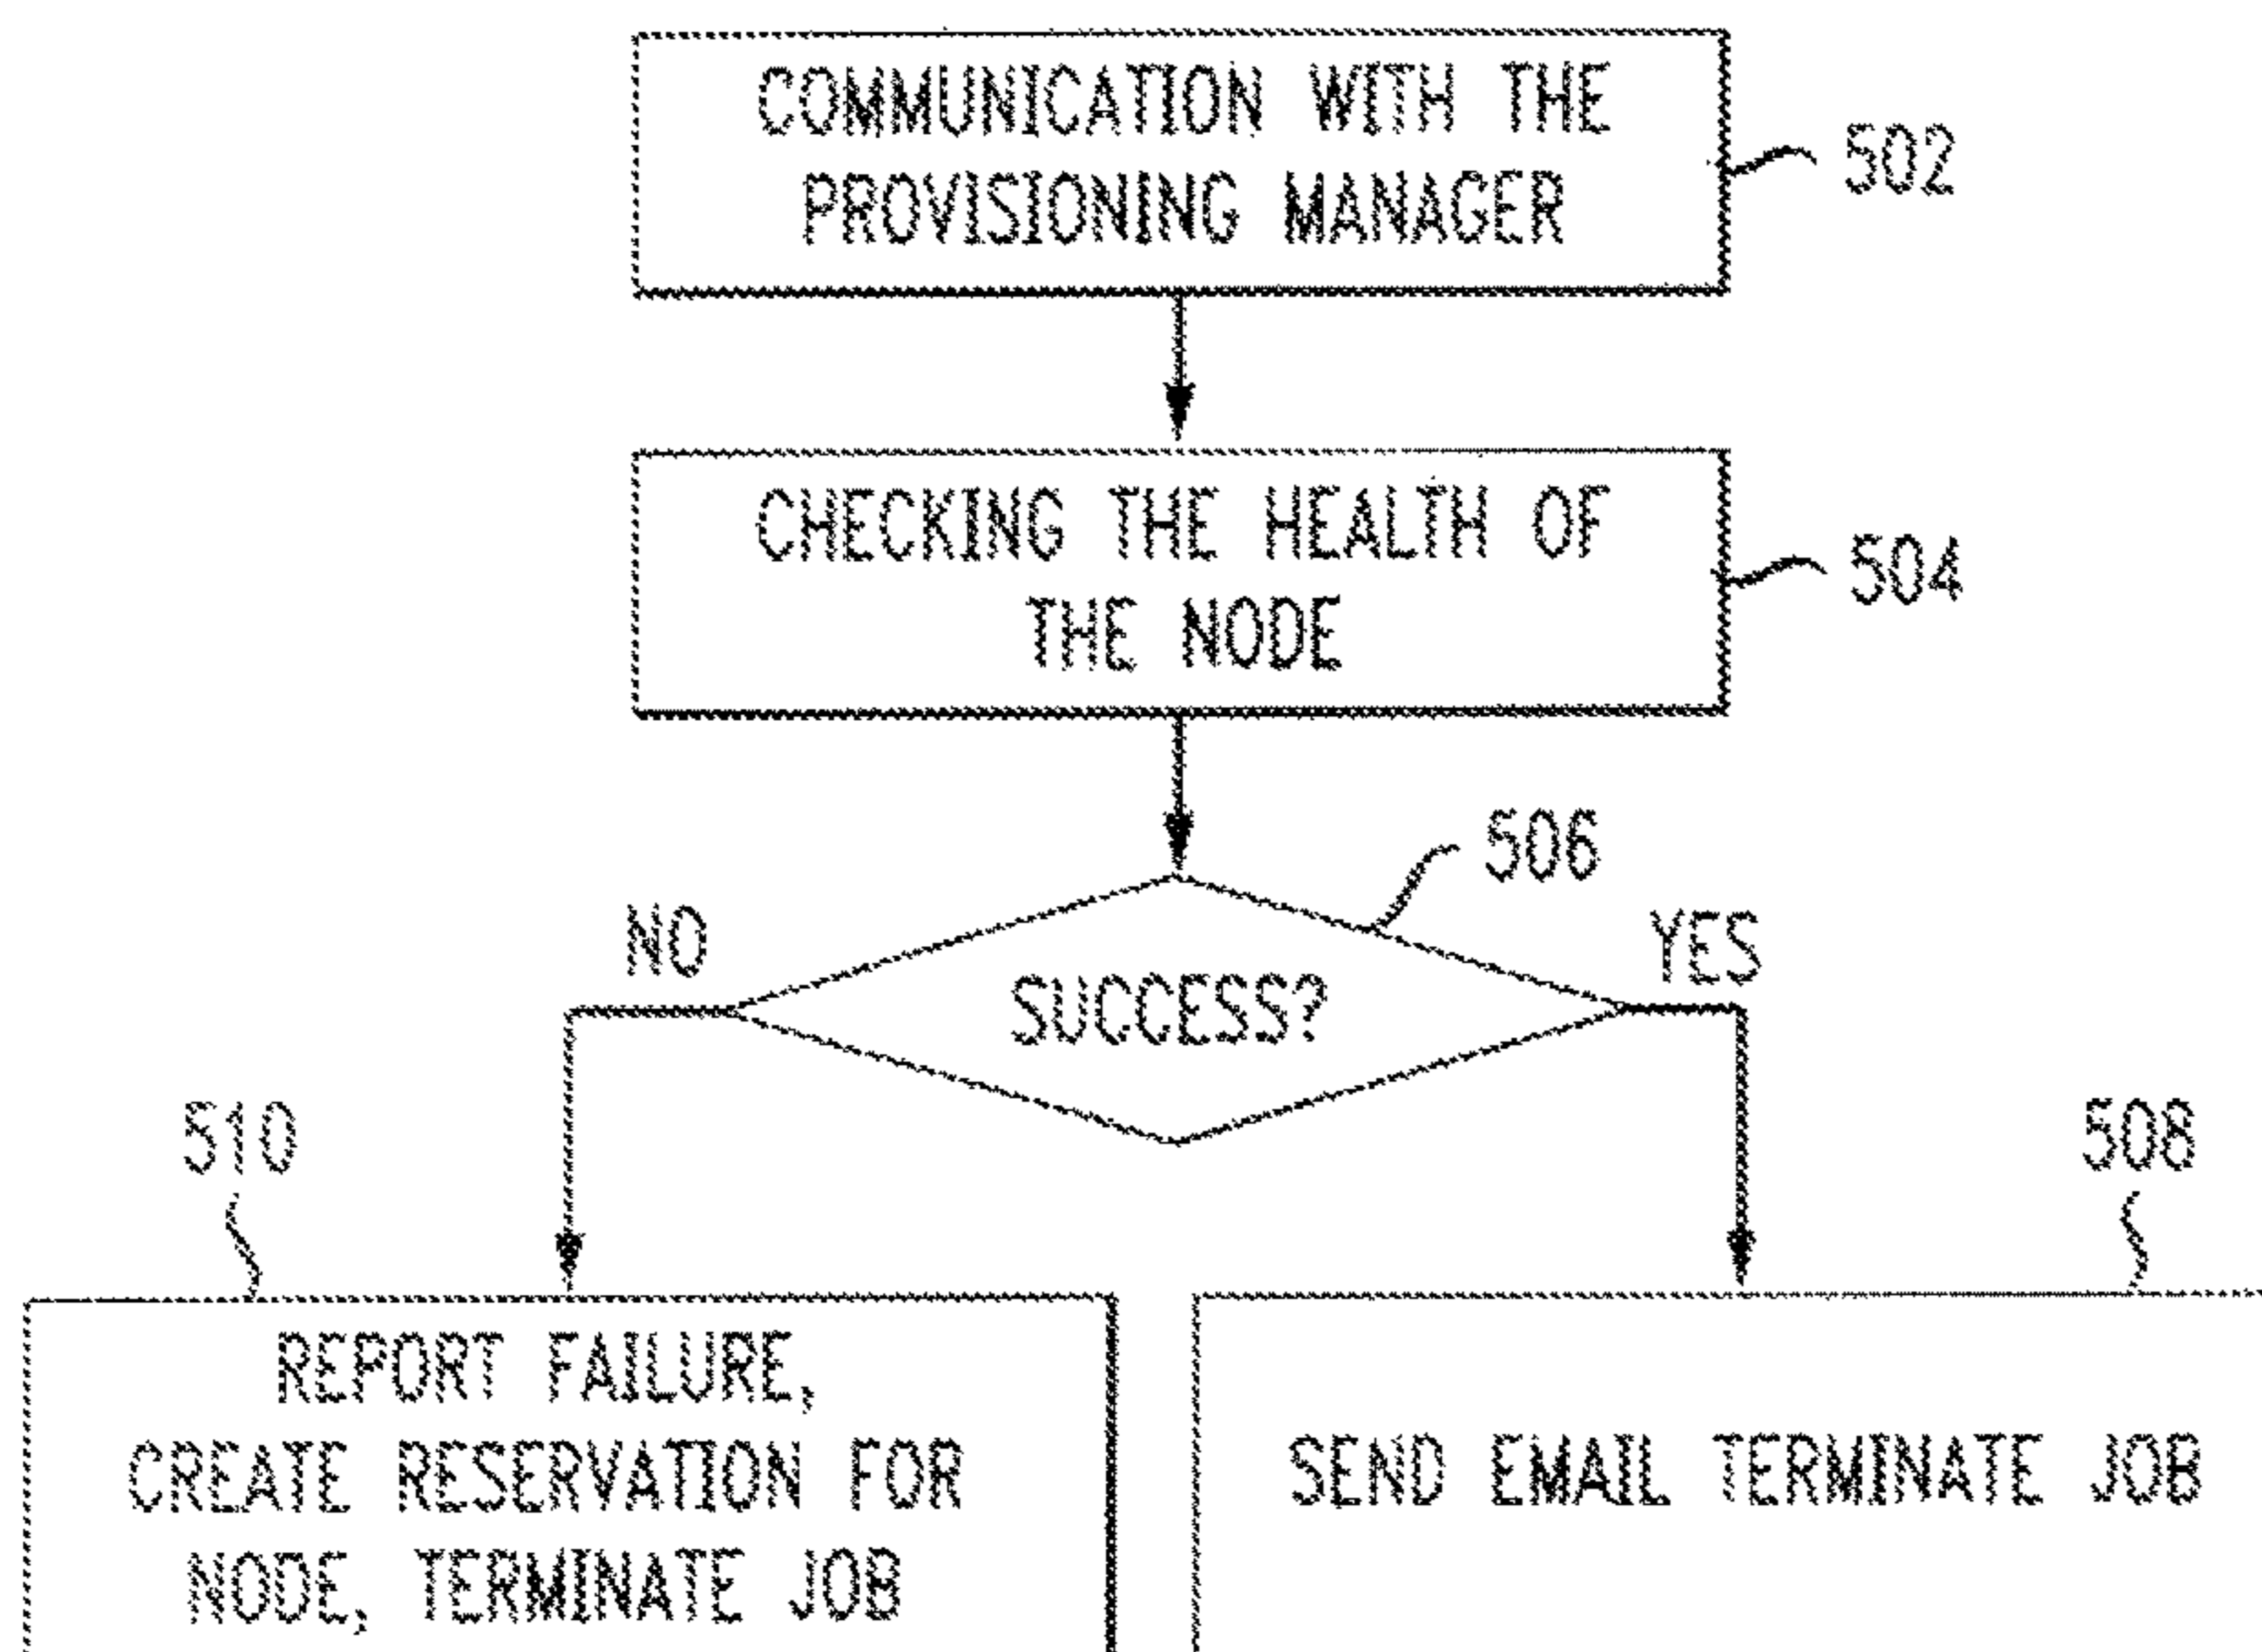 COMMUNICATION WITH THE
PROVISIONING MANAGER
502
CHECKING THE HEALTH OF
THE NODE
504
506
NO
YES
SUCCESS?
510
508
REPORT FAILURE,
CREATE RESERVATION FOR
NODE, TERMINATE JOB
SEND EMAIL TERMINATE JOB